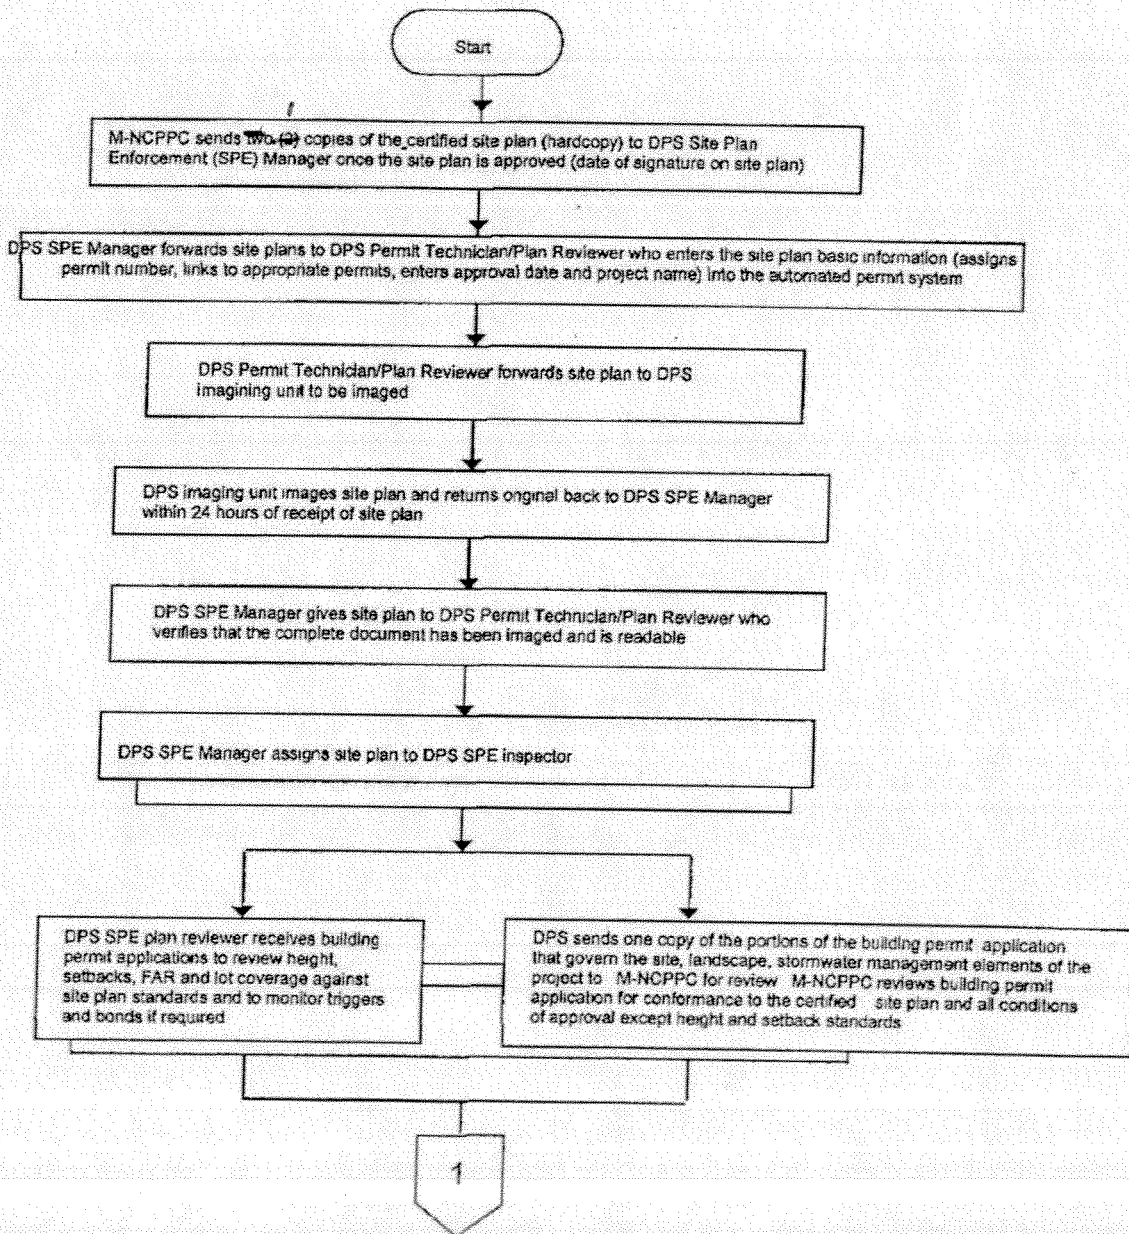 Start
M-NCPPC sends Two (2) copies of the certified site plan (hardcopy) to DPS Site Plan
Enforcement (SPE) Manager once the site plan is approved (date of signature on site plan)
DPS SPE Manager forwards site plans to DPS Permit Technician/Plan Reviewer who enters the site plan basic information (assigns
permit number, links to appropriate permits, enters approval date and project name) into the automated permit system
DPS Permit Technician/Plan Reviewer forwards site plan to DPS
imagining unit to be imaged
DPS imaging unit images site plan and returns original back to DPS SPE Manager
within 24 hours of receipt of site plan
DPS SPE Manager gives site plan to DPS Permit Technician/Plan Reviewer who
verifies that the complete document has been imaged and is readable
DPS SPE Manager assigns site plan to DPS SPE inspector
DPS SPE plan reviewer receives building
permit applications to review height,
setbacks, FAR and lot coverage against
site plan standards and to monitor triggers
and bonds if required
DPS sends one copy of the portions of the building permit application
that govern the site, landscape, stormwater management elements of the
project to M-NCPPC for review M-NCPPC reviews building permit
application for conformance to the certified site plan and all conditions
of approval except height and setback standards
1